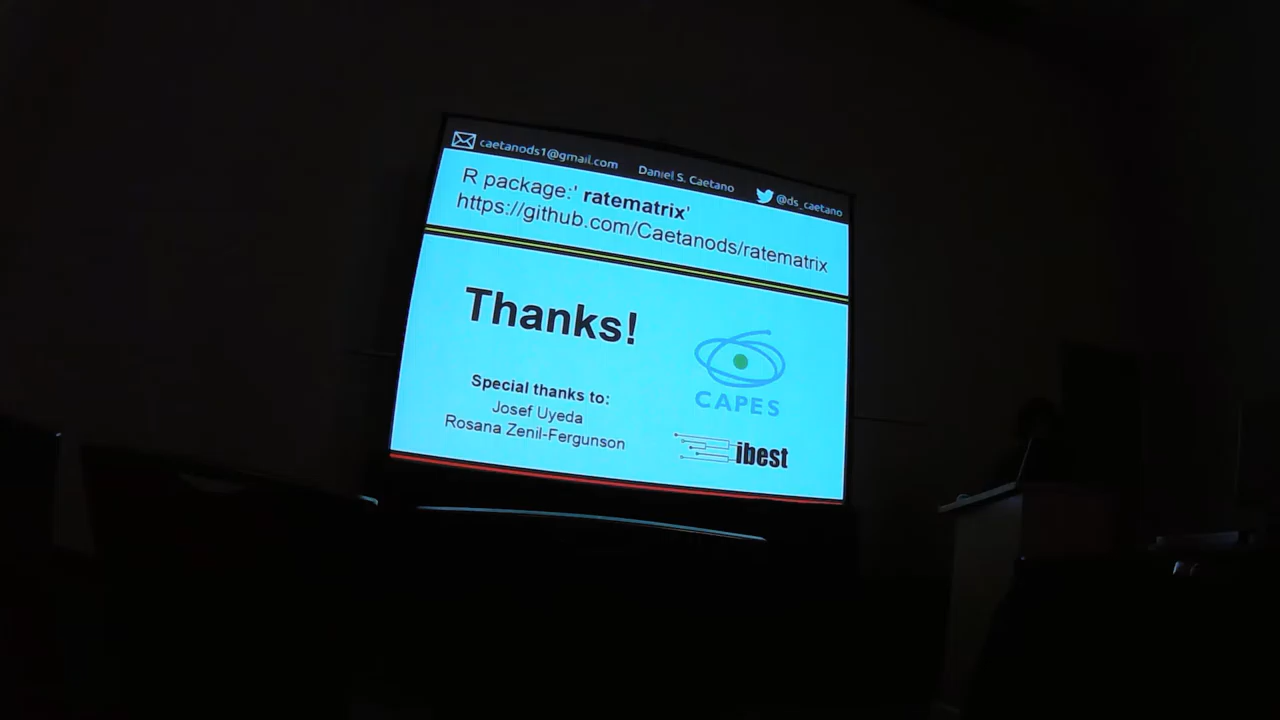 caetanods1@gmail.com Daniel S. Caetano @ds_caetano
R package:' ratematrix'
https://github.com/Caetanods/ratematrix
Thanks!
Special thanks to:
Josef Uyeda
Rosana Zenil-Fergunson
CAPES
ibest